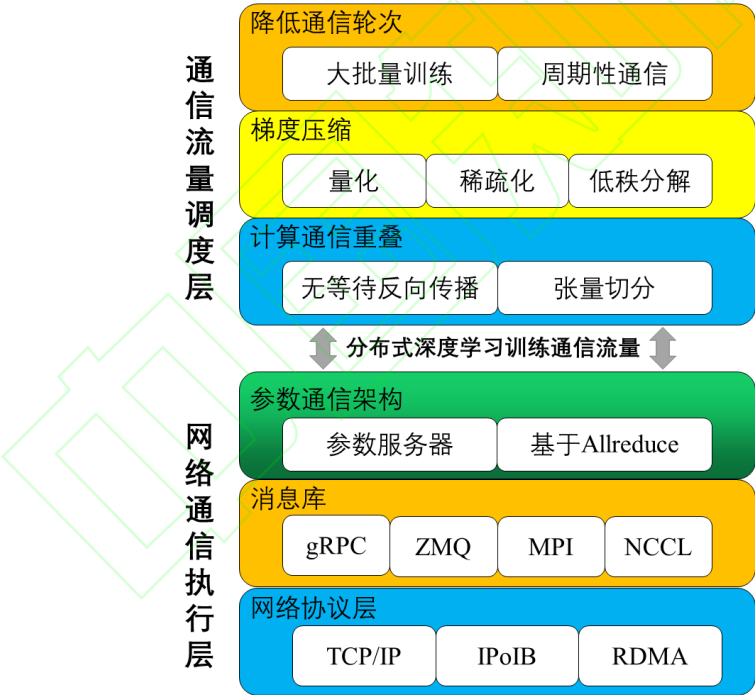 通信流量调度层
降低通信轮次
大批量训练 周期性通信
梯度压缩
量化 稀疏化 低秩分解
计算通信重叠
无等待反向传播 张量切分
分布式深度学习训练通信流量
网络通信执行层
参数通信架构
参数服务器 基于Allreduce
消息库
gRPC ZMQ MPI NCCL
网络协议层
TCP/IP IPoIB RDMA